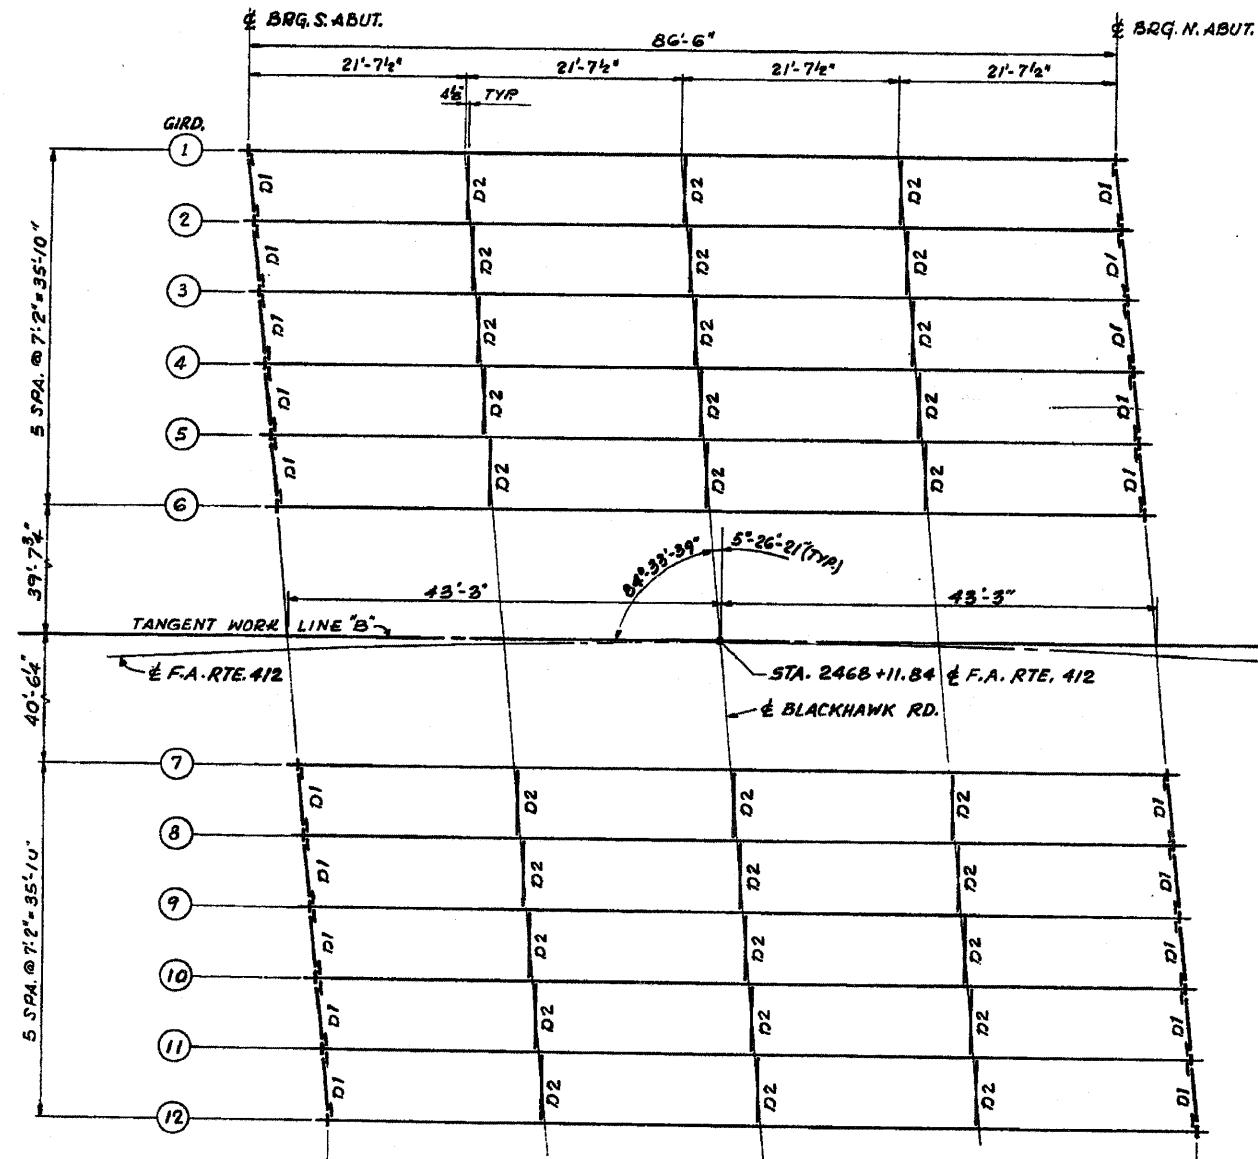 ℄ BRG. S. ABUT.
℄ BRG. N. ABUT.
86'-6"
21'-7½" 21'-7½" 21'-7½" 21'-7½"
4⅛" TYP.
GIRD.
1
D1 D2 D2 D2 D1
2
D1 D2 D2 D2 D1
3
D1 D2 D2 D2 D1
4
D1 D2 D2 D2 D1
5
D1 D2 D2 D2 D1
6
5 SPA. @ 7'-2" = 35'-10"
39'-7¾"
84°-33'-39" 5°-26'-21" (TYP.)
43'-3" 43'-3"
TANGENT WORK LINE "B"
℄ F.A. RTE. 412
STA. 2468+11.84 ℄ F.A. RTE. 412
℄ BLACKHAWK RD.
40'-6¼"
7
D1 D2 D2 D2 D1
8
D1 D2 D2 D2 D1
9
D1 D2 D2 D2 D1
10
D1 D2 D2 D2 D1
11
D1 D2 D2 D2 D1
12
5 SPA. @ 7'-2" = 35'-10"